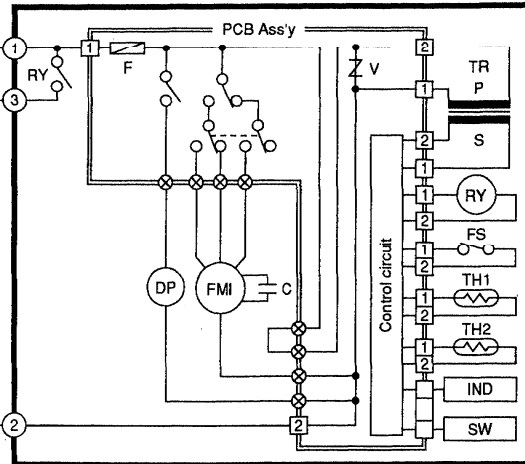 PCB Ass'y
1
1
2
RY
F
V
TR
3
1
P
2
S
1
1
RY
2
1
FS
2
DP
FMI
C
Control circuit
1
TH1
2
1
TH2
2
IND
2
2
SW